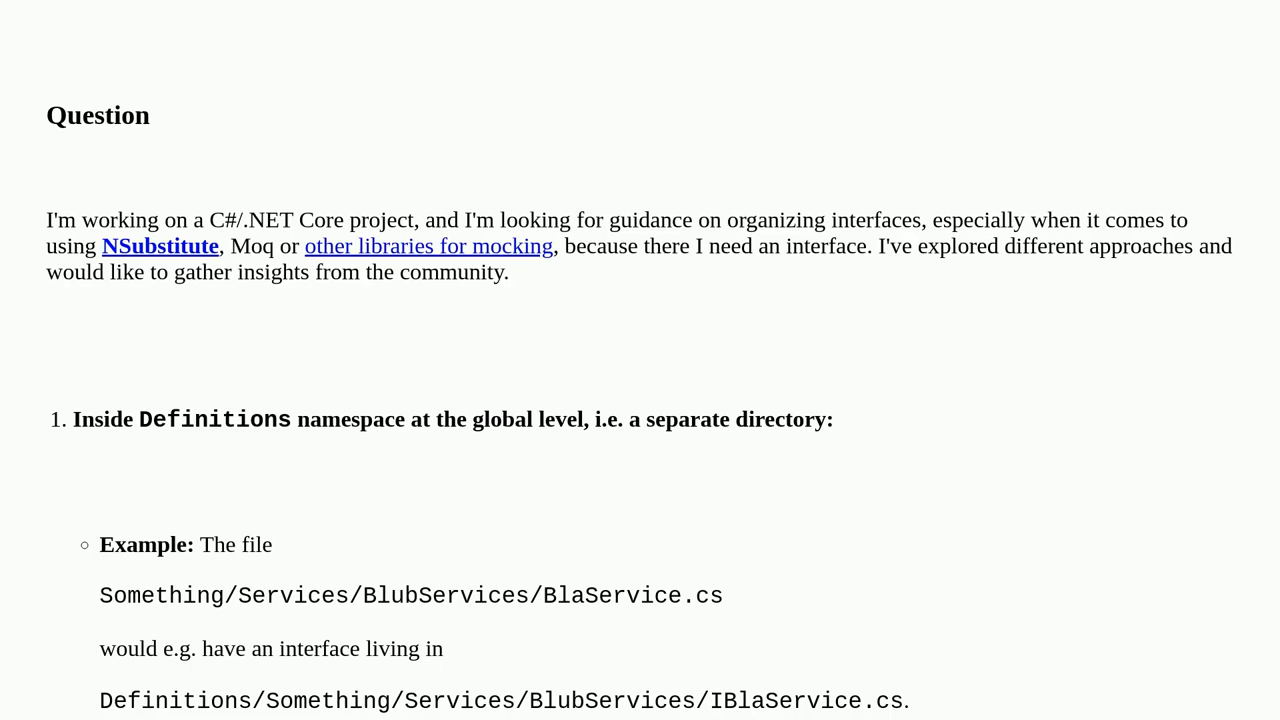 Question
I'm working on a C#/.NET Core project, and I'm looking for guidance on organizing interfaces, especially when it comes to
using NSubstitute, Moq or other libraries for mocking, because there I need an interface. I've explored different approaches and
would like to gather insights from the community.
1. Inside Definitions namespace at the global level, i.e. a separate directory:
Example: The file
Something/Services/BlubServices/BlaService.cs
would e.g. have an interface living in
Definitions/Something/Services/BlubServices/IBlaService.cs.